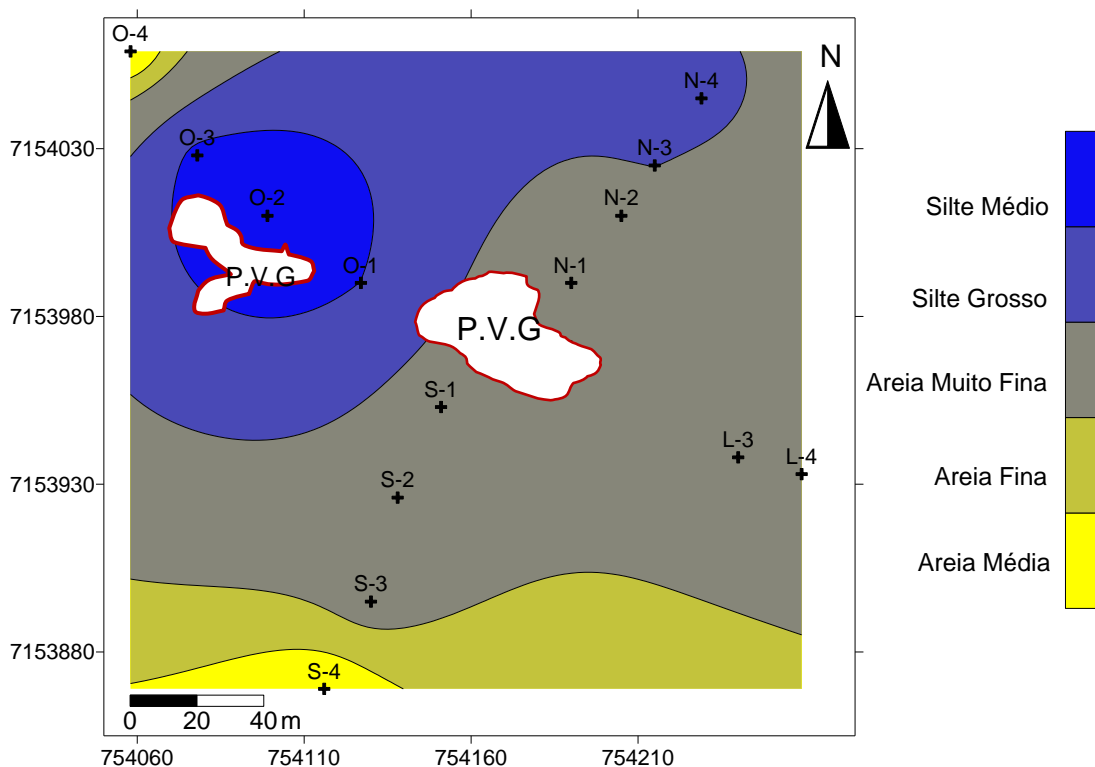 O-4
N
N-4
7154030
O-3
N-3
O-2
N-2
Silte Médio
P.V.G
O-1
N-1
Silte Grosso
7153980
P.V.G
Areia Muito Fina
S-1
L-3
L-4
7153930
S-2
Areia Fina
S-3
Areia Média
7153880
S-4
0 20 40 m
754060 754110 754160 754210